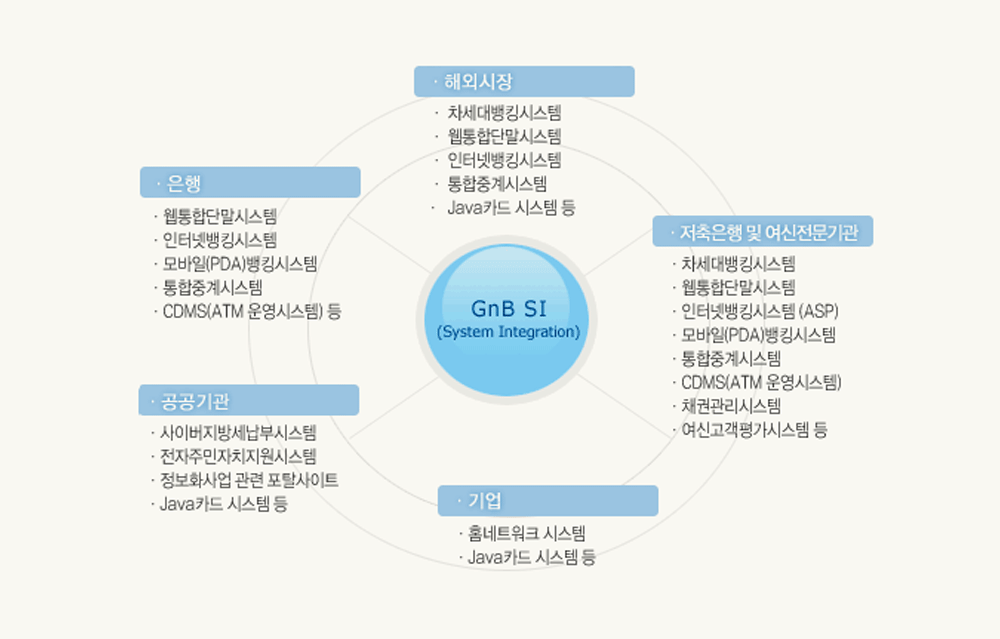 · 해외시장
· 차세대뱅킹시스템
· 웹통합단말시스템
· 인터넷뱅킹시스템
· 통합중계시스템
· Java카드 시스템 등
· 은행
· 웹통합단말시스템
· 인터넷뱅킹시스템
· 모바일(PDA)뱅킹시스템
· 통합중계시스템
· CDMS(ATM 운영시스템) 등
· 저축은행 및 여신전문기관
· 차세대뱅킹시스템
· 웹통합단말시스템
· 인터넷뱅킹시스템 (ASP)
· 모바일(PDA)뱅킹시스템
· 통합중계시스템
· CDMS(ATM 운영시스템)
· 채권관리시스템
· 여신고객평가시스템 등
GnB SI
(System Integration)
· 공공기관
· 사이버지방세납부시스템
· 전자주민자치지원시스템
· 정보화사업 관련 포탈사이트
· Java카드 시스템 등
· 기업
· 홈네트워크 시스템
· Java카드 시스템 등